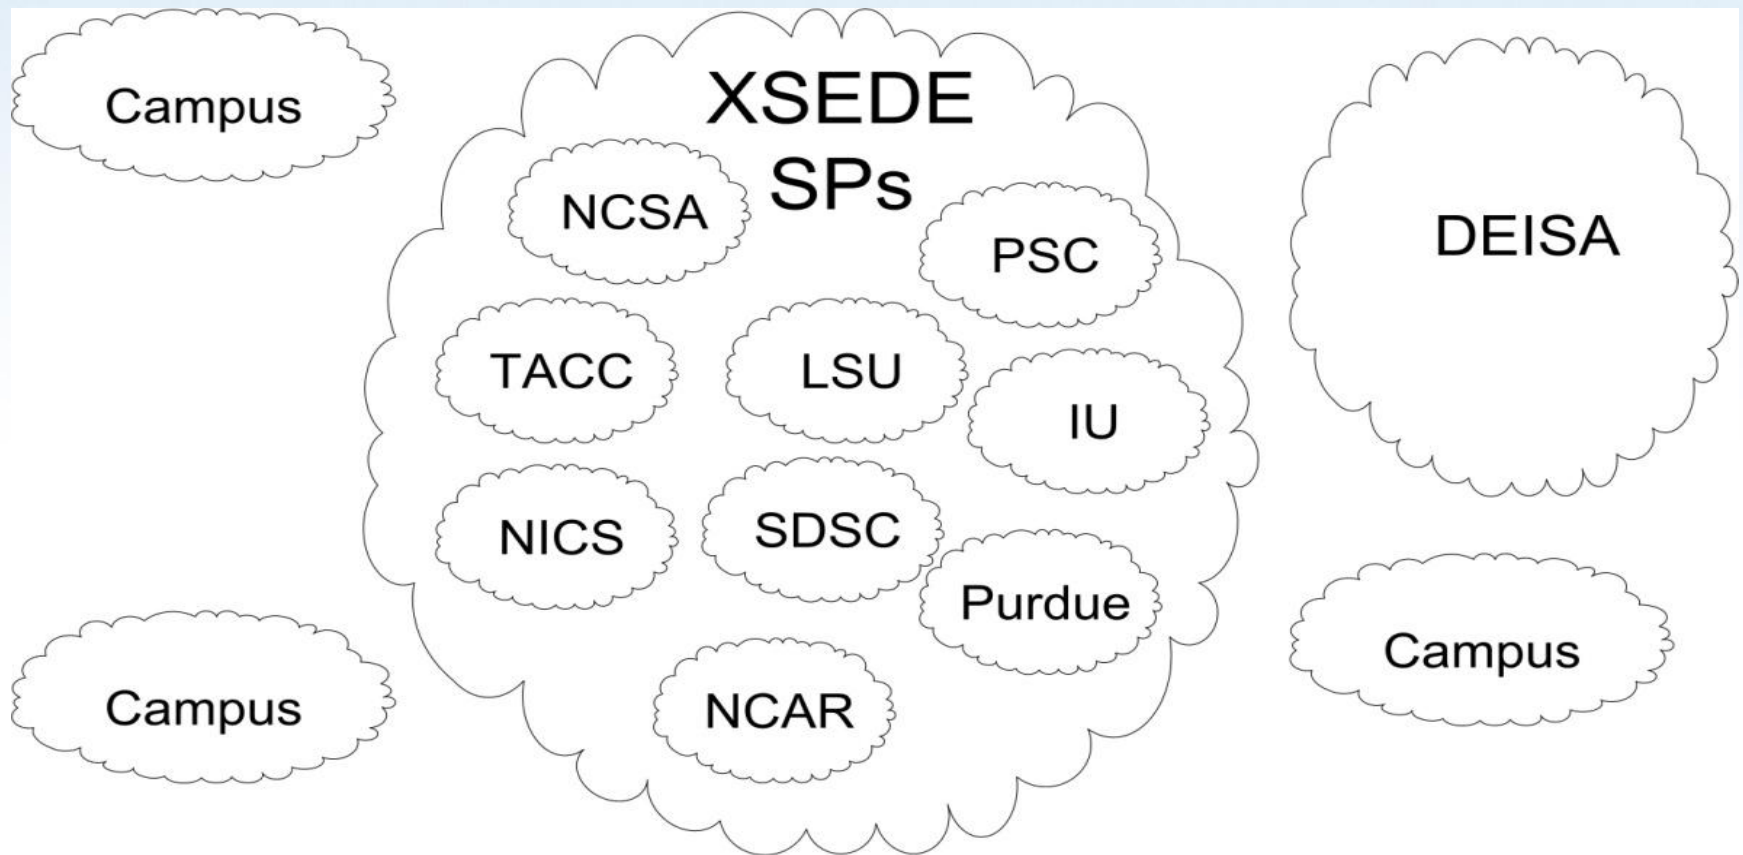 Campus
XSEDE
SPs
NCSA
PSC
DEISA
TACC
LSU
IU
NICS
SDSC
Purdue
Campus
Campus
NCAR